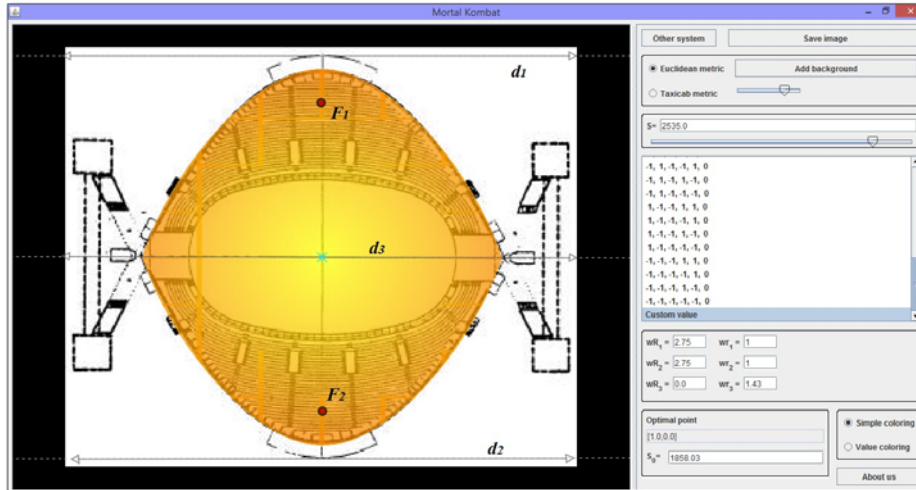 Mortal Kombat
Other system
Save image
Euclidean metric
Add background
Taxicab metric
S= 2535.0
-1, 1, -1, -1, 1, 0
-1, 1, -1, 1, -1, 0
-1, 1, -1, -1, -1, 0
1, -1, -1, 1, 1, 0
1, -1, -1, -1, 1, 0
1, -1, -1, 1, -1, 0
1, -1, -1, -1, -1, 0
-1, -1, -1, 1, 1, 0
-1, -1, -1, -1, 1, 0
-1, -1, -1, 1, -1, 0
-1, -1, -1, -1, -1, 0
Custom value
wR1 = 2.75 wr1 = 1
wR2 = 2.75 wr2 = 1
wR3 = 0.0 wr3 = 1.43
Optimal point
[1.0,0.0]
S0= 1858.03
Simple coloring
Value coloring
About us
d1
F1
d3
F2
d2